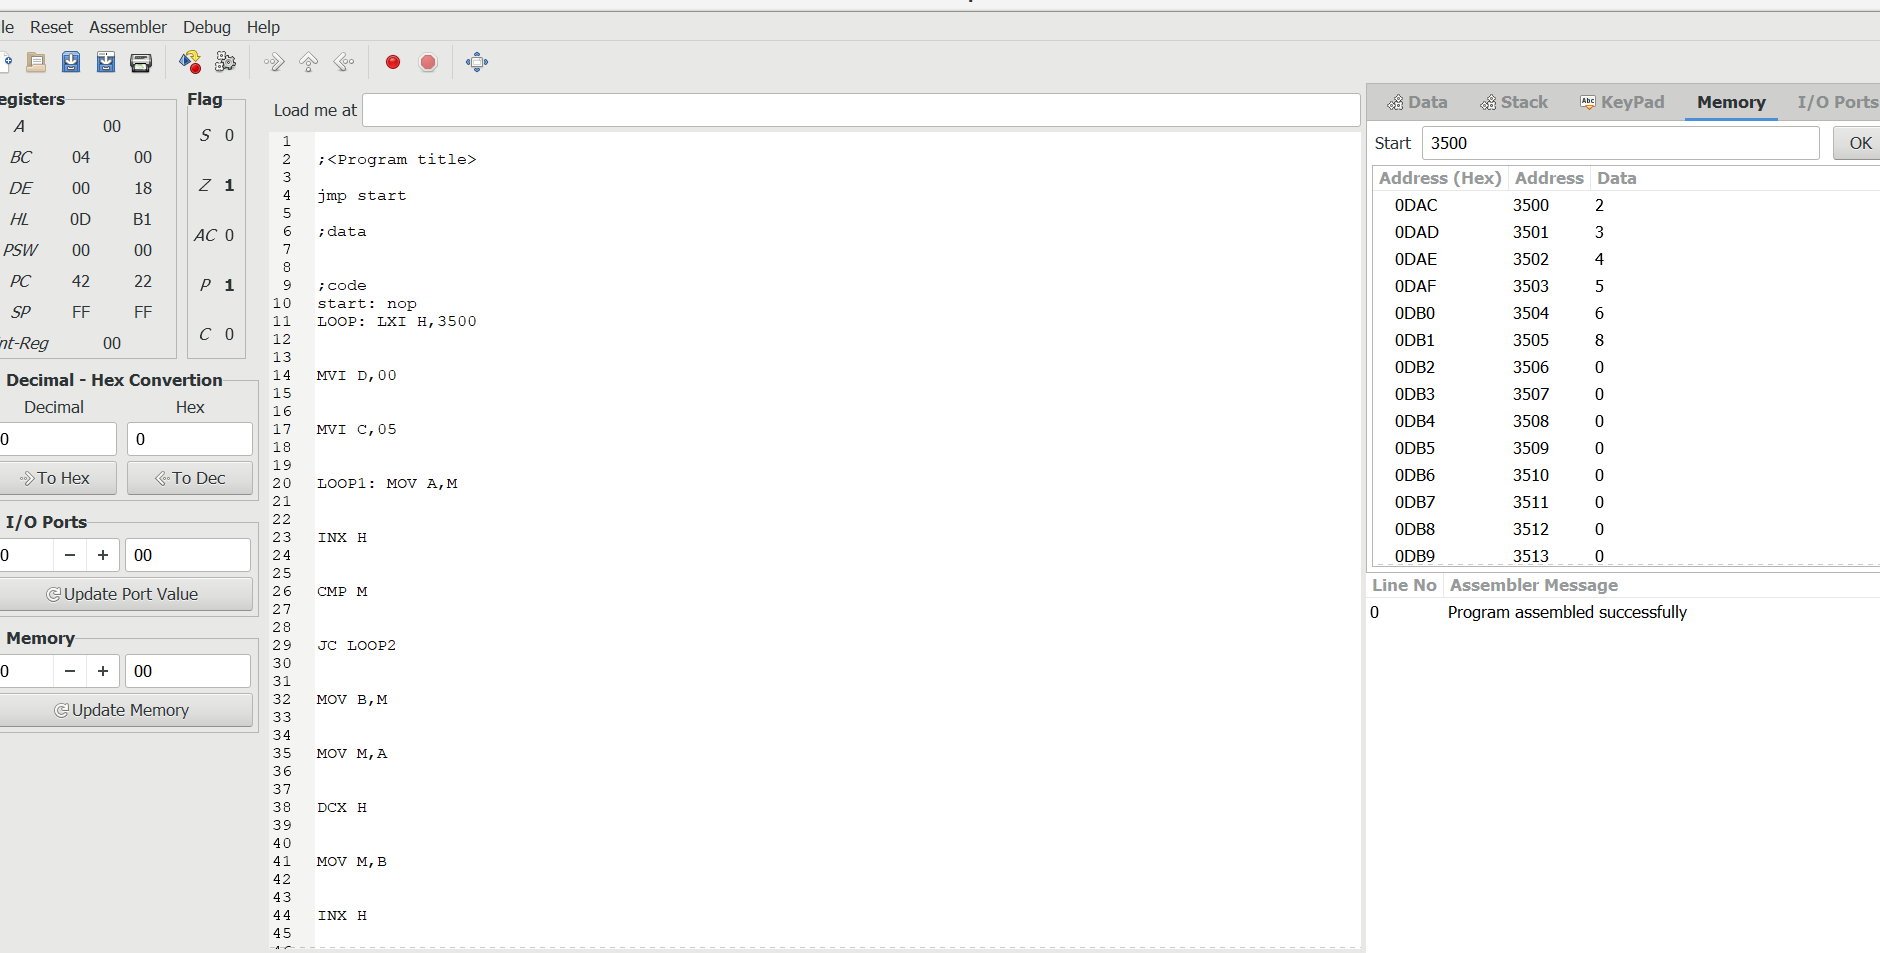 le Reset Assembler Debug Help
egisters
A 00
BC 04 00
DE 00 18
HL 0D B1
PSW 00 00
PC 42 22
SP FF FF
nt-Reg 00
Flag
S 0
Z 1
AC 0
P 1
C 0
Decimal - Hex Convertion
Decimal Hex
0 0
To Hex To Dec
I/O Ports
0 − + 00
Update Port Value
Memory
0 − + 00
Update Memory
Load me at
1
2 ;<Program title>
3
4 jmp start
5
6 ;data
7
8
9 ;code
10 start: nop
11 LOOP: LXI H,3500
12
13
14 MVI D,00
15
16
17 MVI C,05
18
19
20 LOOP1: MOV A,M
21
22
23 INX H
24
25
26 CMP M
27
28
29 JC LOOP2
30
31
32 MOV B,M
33
34
35 MOV M,A
36
37
38 DCX H
39
40
41 MOV M,B
42
43
44 INX H
45
Data Stack Abc KeyPad Memory I/O Ports
Start 3500 OK
Address (Hex) Address Data
0DAC 3500 2
0DAD 3501 3
0DAE 3502 4
0DAF 3503 5
0DB0 3504 6
0DB1 3505 8
0DB2 3506 0
0DB3 3507 0
0DB4 3508 0
0DB5 3509 0
0DB6 3510 0
0DB7 3511 0
0DB8 3512 0
0DB9 3513 0
Line No Assembler Message
0 Program assembled successfully